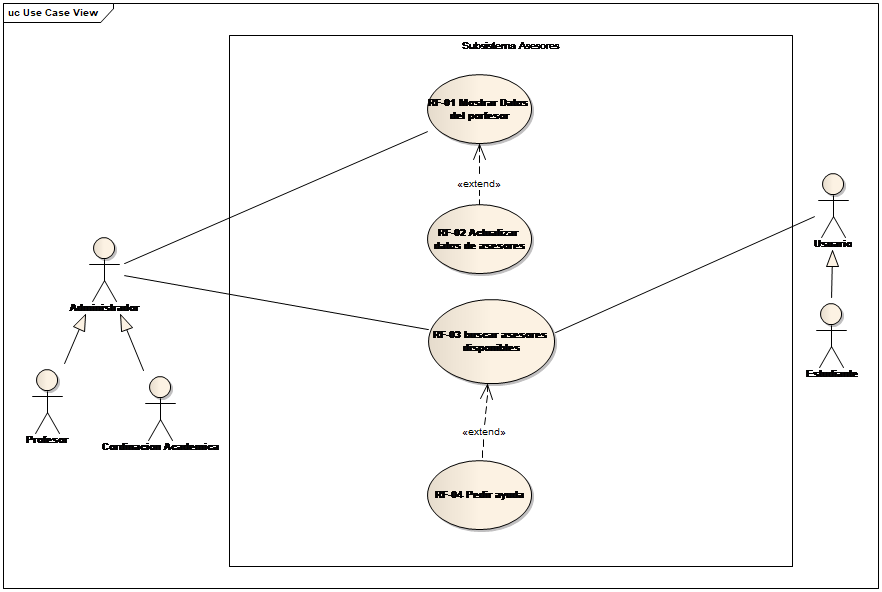 uc Use Case View
Subsistema Asesores
RF-01 Mostrar Datos
del porfesor
«extend»
RF-02 Actualizar
datos de asesores
Usuario
Administrador
RF-03 buscar asesores
disponibles
Estudiante
«extend»
Profesor
Cordinacion Academica
RF-04 Pedir ayuda